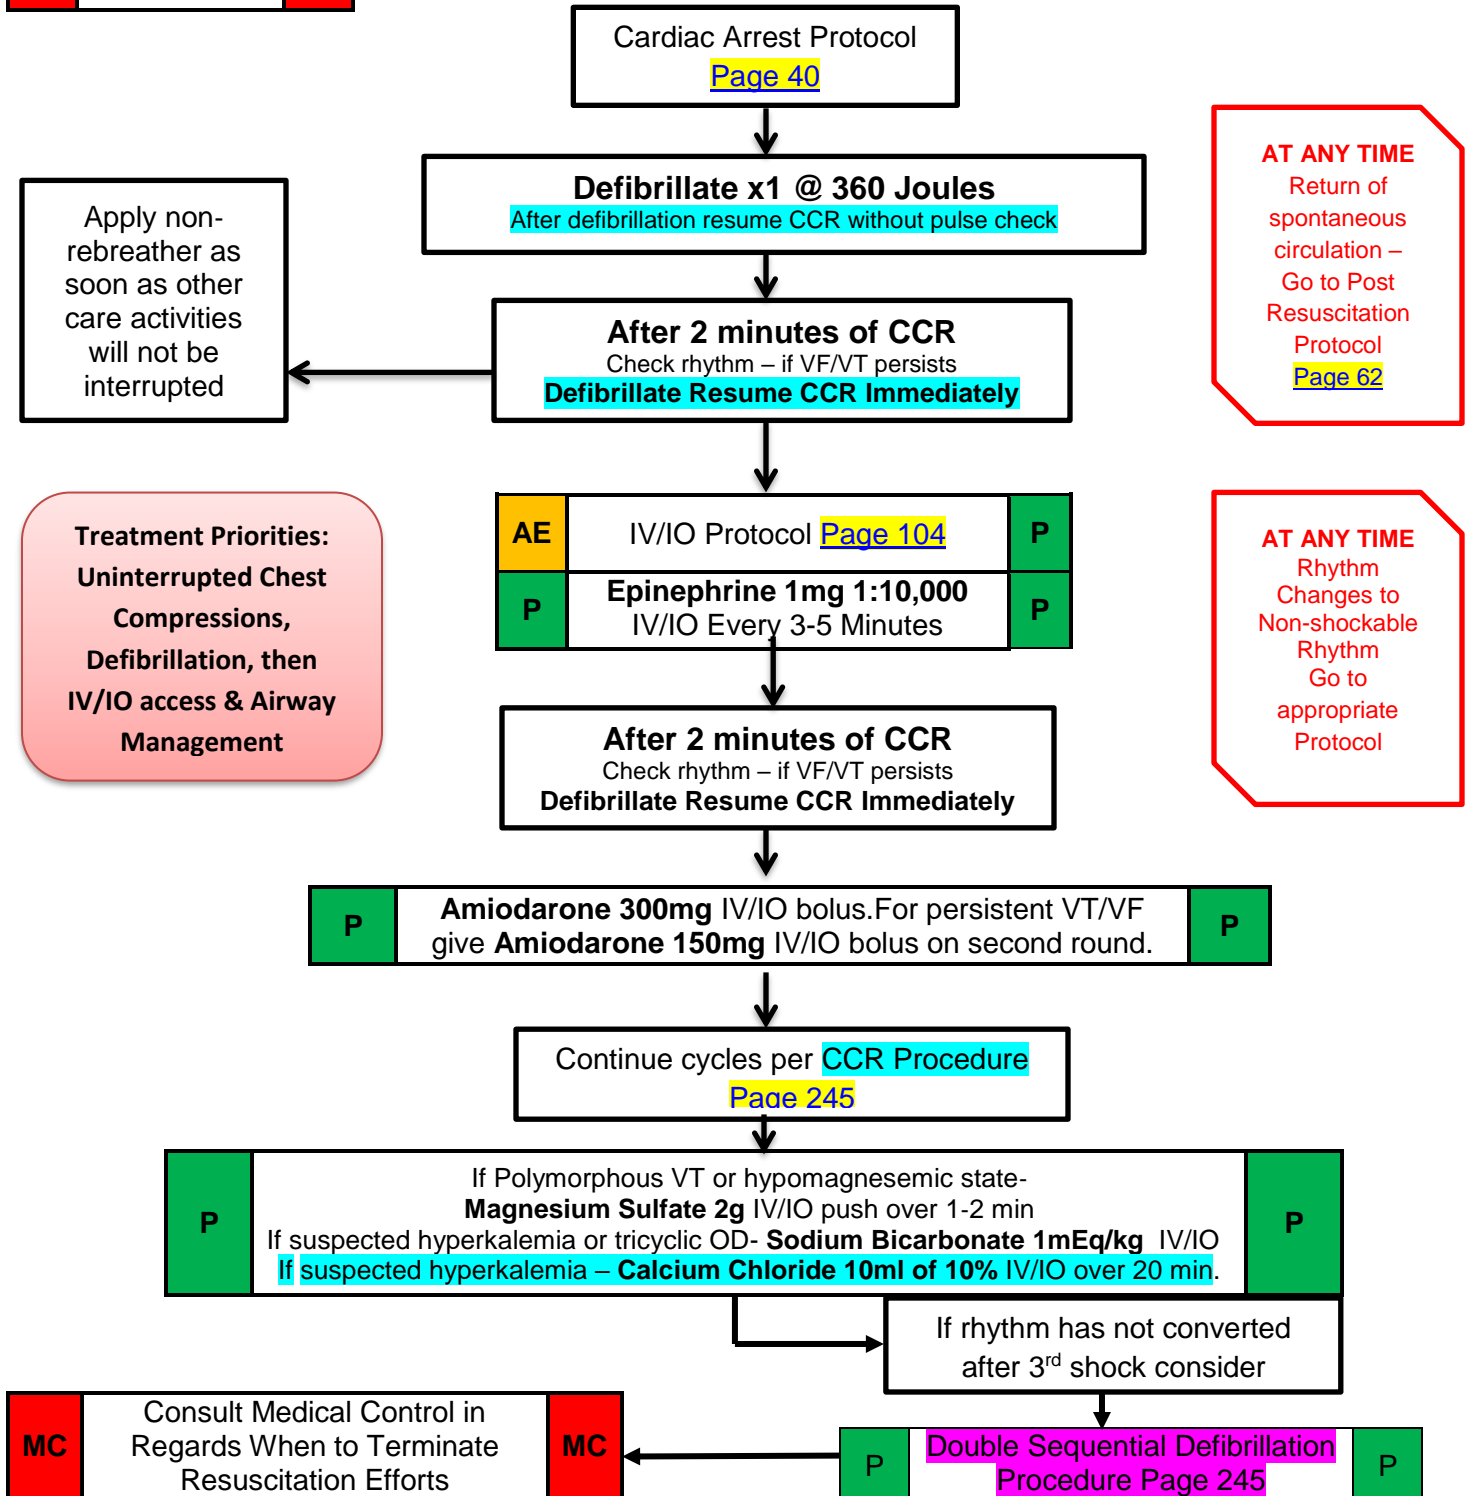 Cardiac Arrest Protocol
Page 40
Defibrillate x1 @ 360 Joules
After defibrillation resume CCR without pulse check
Apply non-
rebreather as
soon as other
care activities
will not be
interrupted
AT ANY TIME
Return of
spontaneous
circulation –
Go to Post
Resuscitation
Protocol
Page 62
After 2 minutes of CCR
Check rhythm – if VF/VT persists
Defibrillate Resume CCR Immediately
Treatment Priorities:
Uninterrupted Chest
Compressions,
Defibrillation, then
IV/IO access & Airway
Management
AE IV/IO Protocol Page 104 P
P Epinephrine 1mg 1:10,000 P
IV/IO Every 3-5 Minutes
AT ANY TIME
Rhythm
Changes to
Non-shockable
Rhythm
Go to
appropriate
Protocol
After 2 minutes of CCR
Check rhythm – if VF/VT persists
Defibrillate Resume CCR Immediately
P Amiodarone 300mg IV/IO bolus.For persistent VT/VF P
give Amiodarone 150mg IV/IO bolus on second round.
Continue cycles per CCR Procedure
Page 245
If Polymorphous VT or hypomagnesemic state-
P Magnesium Sulfate 2g IV/IO push over 1-2 min P
If suspected hyperkalemia or tricyclic OD- Sodium Bicarbonate 1mEq/kg IV/IO
If suspected hyperkalemia – Calcium Chloride 10ml of 10% IV/IO over 20 min.
If rhythm has not converted
after 3rd shock consider
P Double Sequential Defibrillation P
Procedure Page 245
MC Consult Medical Control in MC
Regards When to Terminate
Resuscitation Efforts